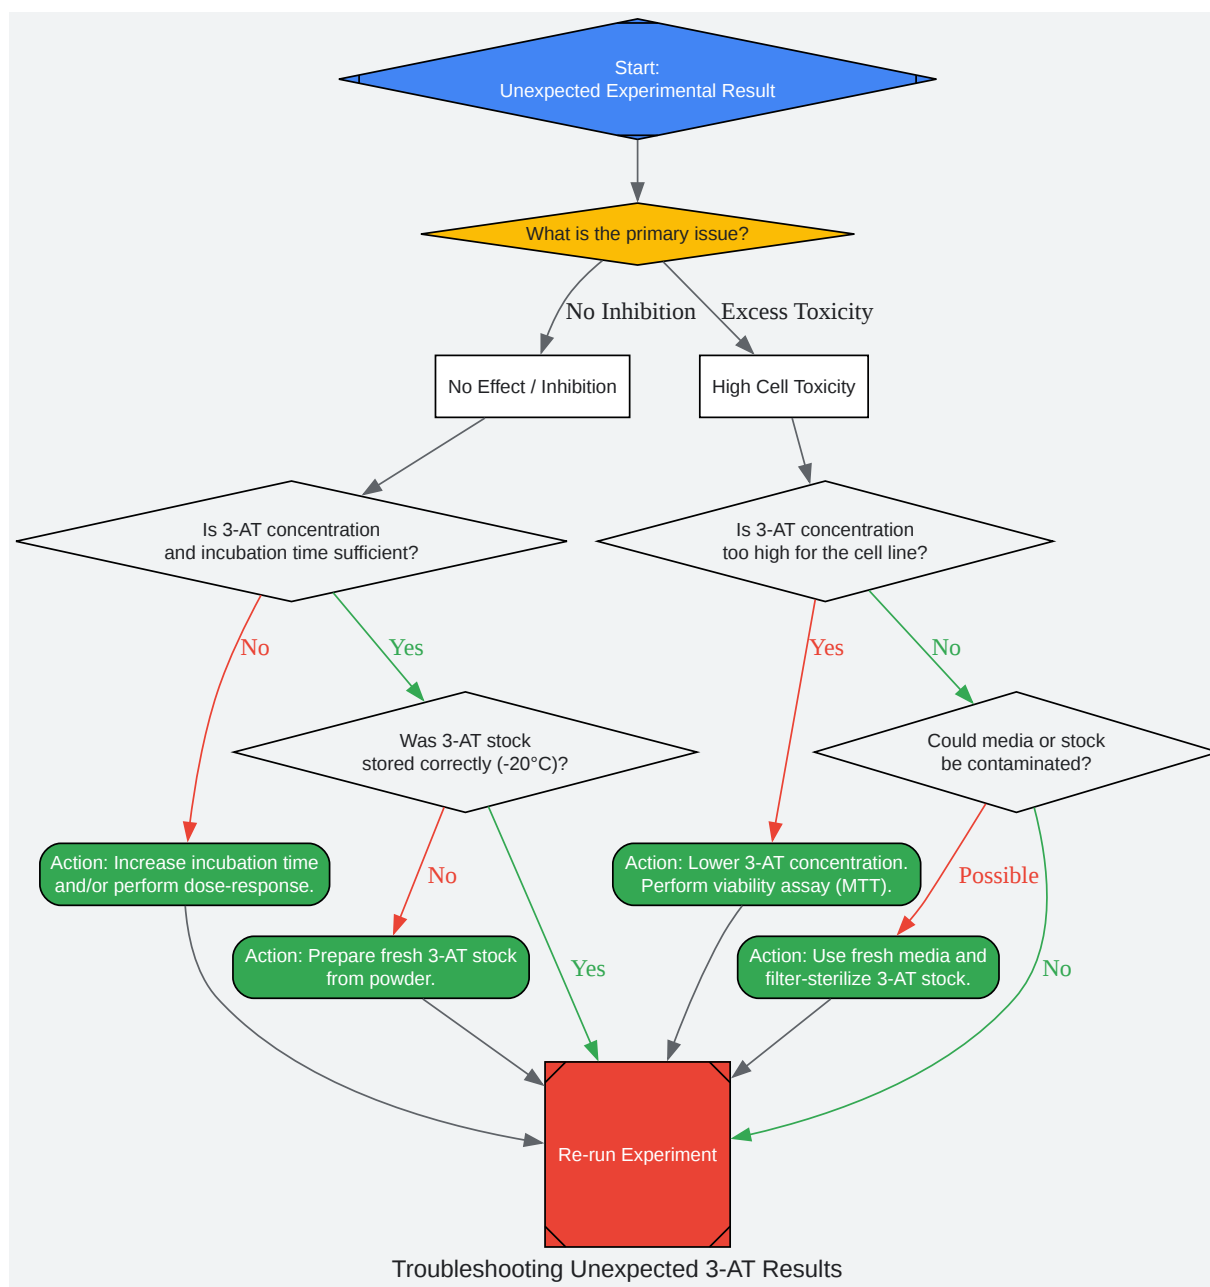 Start:
Unexpected Experimental Result
What is the primary issue?
No Inhibition
Excess Toxicity
No Effect / Inhibition
High Cell Toxicity
Is 3-AT concentration
and incubation time sufficient?
Is 3-AT concentration
too high for the cell line?
No
Yes
Yes
No
Was 3-AT stock
stored correctly (-20°C)?
Could media or stock
be contaminated?
Action: Increase incubation time
and/or perform dose-response.
No
Action: Lower 3-AT concentration.
Perform viability assay (MTT).
Possible
Action: Prepare fresh 3-AT stock
from powder.
Yes
Action: Use fresh media and
filter-sterilize 3-AT stock.
No
Re-run Experiment
Troubleshooting Unexpected 3-AT Results